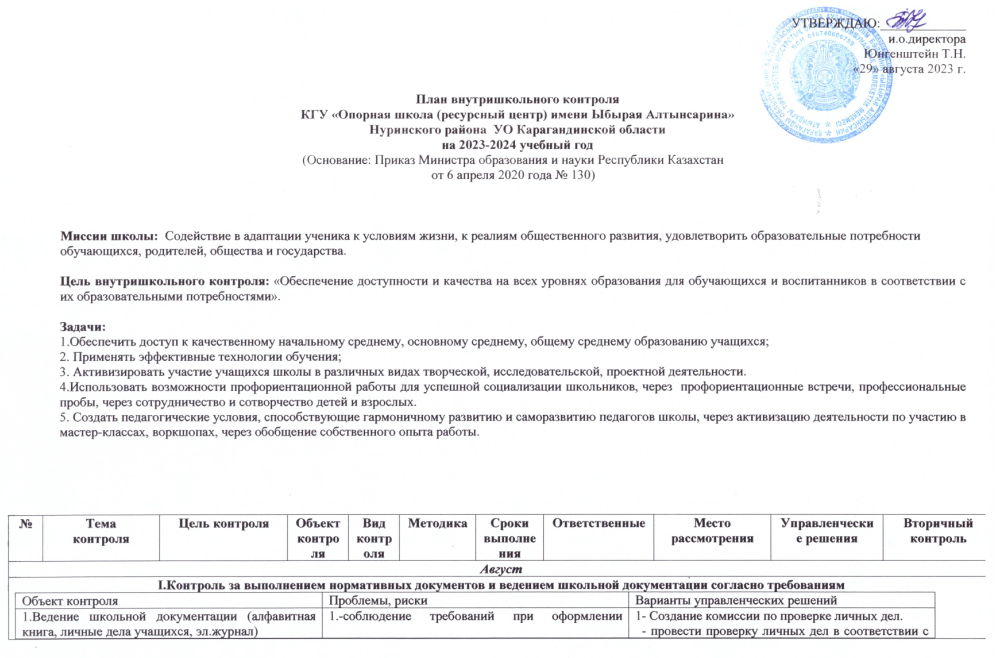 УТВЕРЖДАЮ:
и.о.директора
Юнгенштейн Т.Н.
«29» августа 2023 г.
План внутришкольного контроля
КГУ «Опорная школа (ресурсный центр) имени Ыбырая Алтынсарина»
Нуринского района УО Карагандинской области
на 2023-2024 учебный год
(Основание: Приказ Министра образования и науки Республики Казахстан
от 6 апреля 2020 года № 130)
Миссии школы: Содействие в адаптации ученика к условиям жизни, к реалиям общественного развития, удовлетворить образовательные потребности
обучающихся, родителей, общества и государства.
Цель внутришкольного контроля: «Обеспечение доступности и качества на всех уровнях образования для обучающихся и воспитанников в соответствии с
их образовательными потребностями».
Задачи:
1.Обеспечить доступ к качественному начальному среднему, основному среднему, общему среднему образованию учащихся;
2. Применять эффективные технологии обучения;
3. Активизировать участие учащихся школы в различных видах творческой, исследовательской, проектной деятельности.
4.Использовать возможности профориентационной работы для успешной социализации школьников, через профориентационные встречи, профессиональные
пробы, через сотрудничество и сотворчество детей и взрослых.
5. Создать педагогические условия, способствующие гармоничному развитию и саморазвитию педагогов школы, через активизацию деятельности по участию в
мастер-классах, воркшопах, через обобщение собственного опыта работы.
№ Тема Цель контроля Объект Вид Методика Сроки Ответственные Место Управленчески Вторичный
контроля контро контр выполне рассмотрения е решения контроль
ля оля ния
Август
I.Контроль за выполнением нормативных документов и ведением школьной документации согласно требованиям
Объект контроля Проблемы, риски Варианты управленческих решений
1.Ведение школьной документации (алфавитная 1.-соблюдение требований при оформлении 1- Создание комиссии по проверке личных дел.
книга, личные дела учащихся, эл.журнал) - провести проверку личных дел в соответствии с